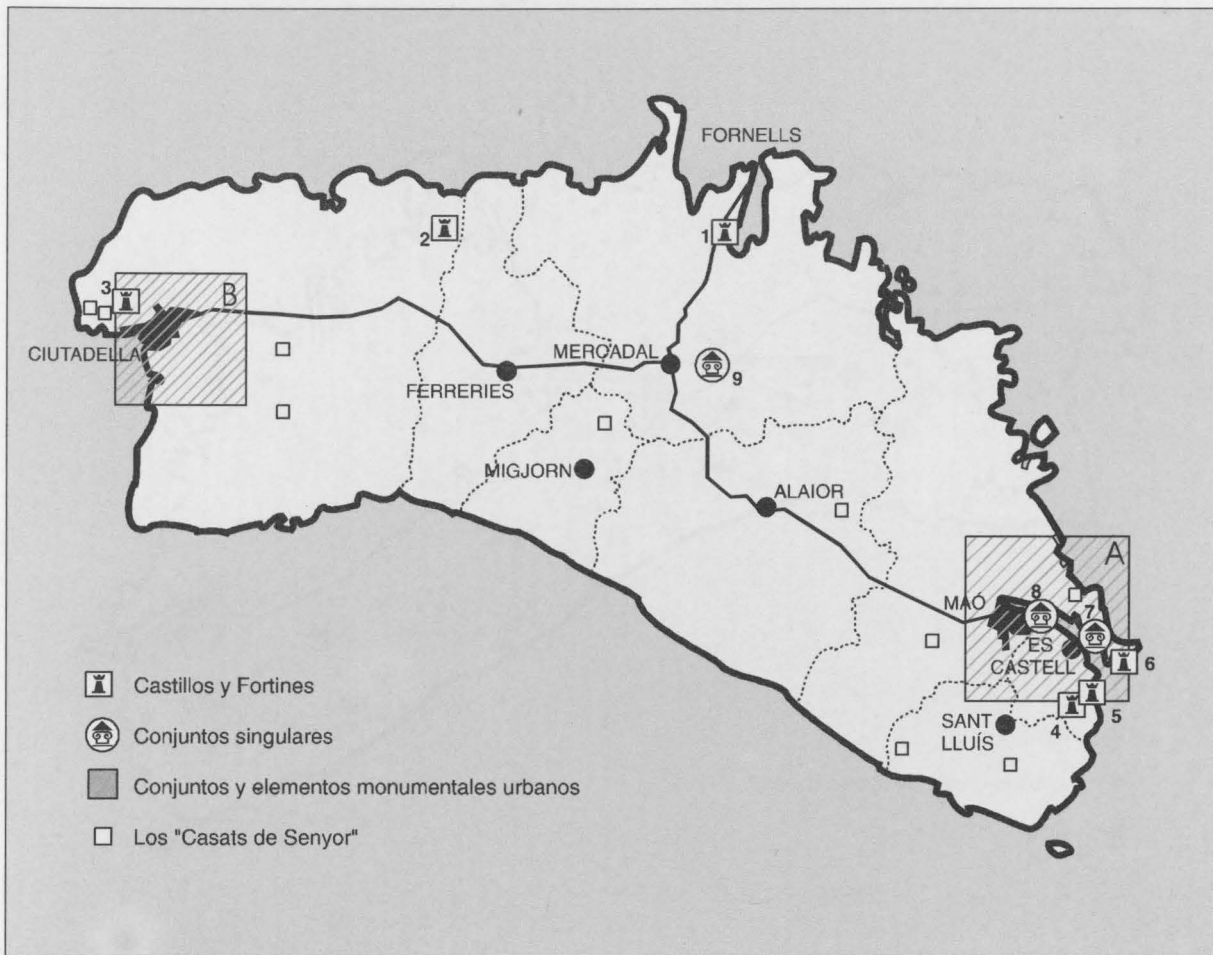 FORNELLS
1
2
3
B
CIUTADELLA
MERCADAL
9
FERRERIES
MIGJORN
ALAIOR
A
MAÓ
8
7
ES
CASTELL
6
5
4
SANT
LLUÍS
Castillos y Fortines
Conjuntos singulares
Conjuntos y elementos monumentales urbanos
Los "Casats de Senyor"